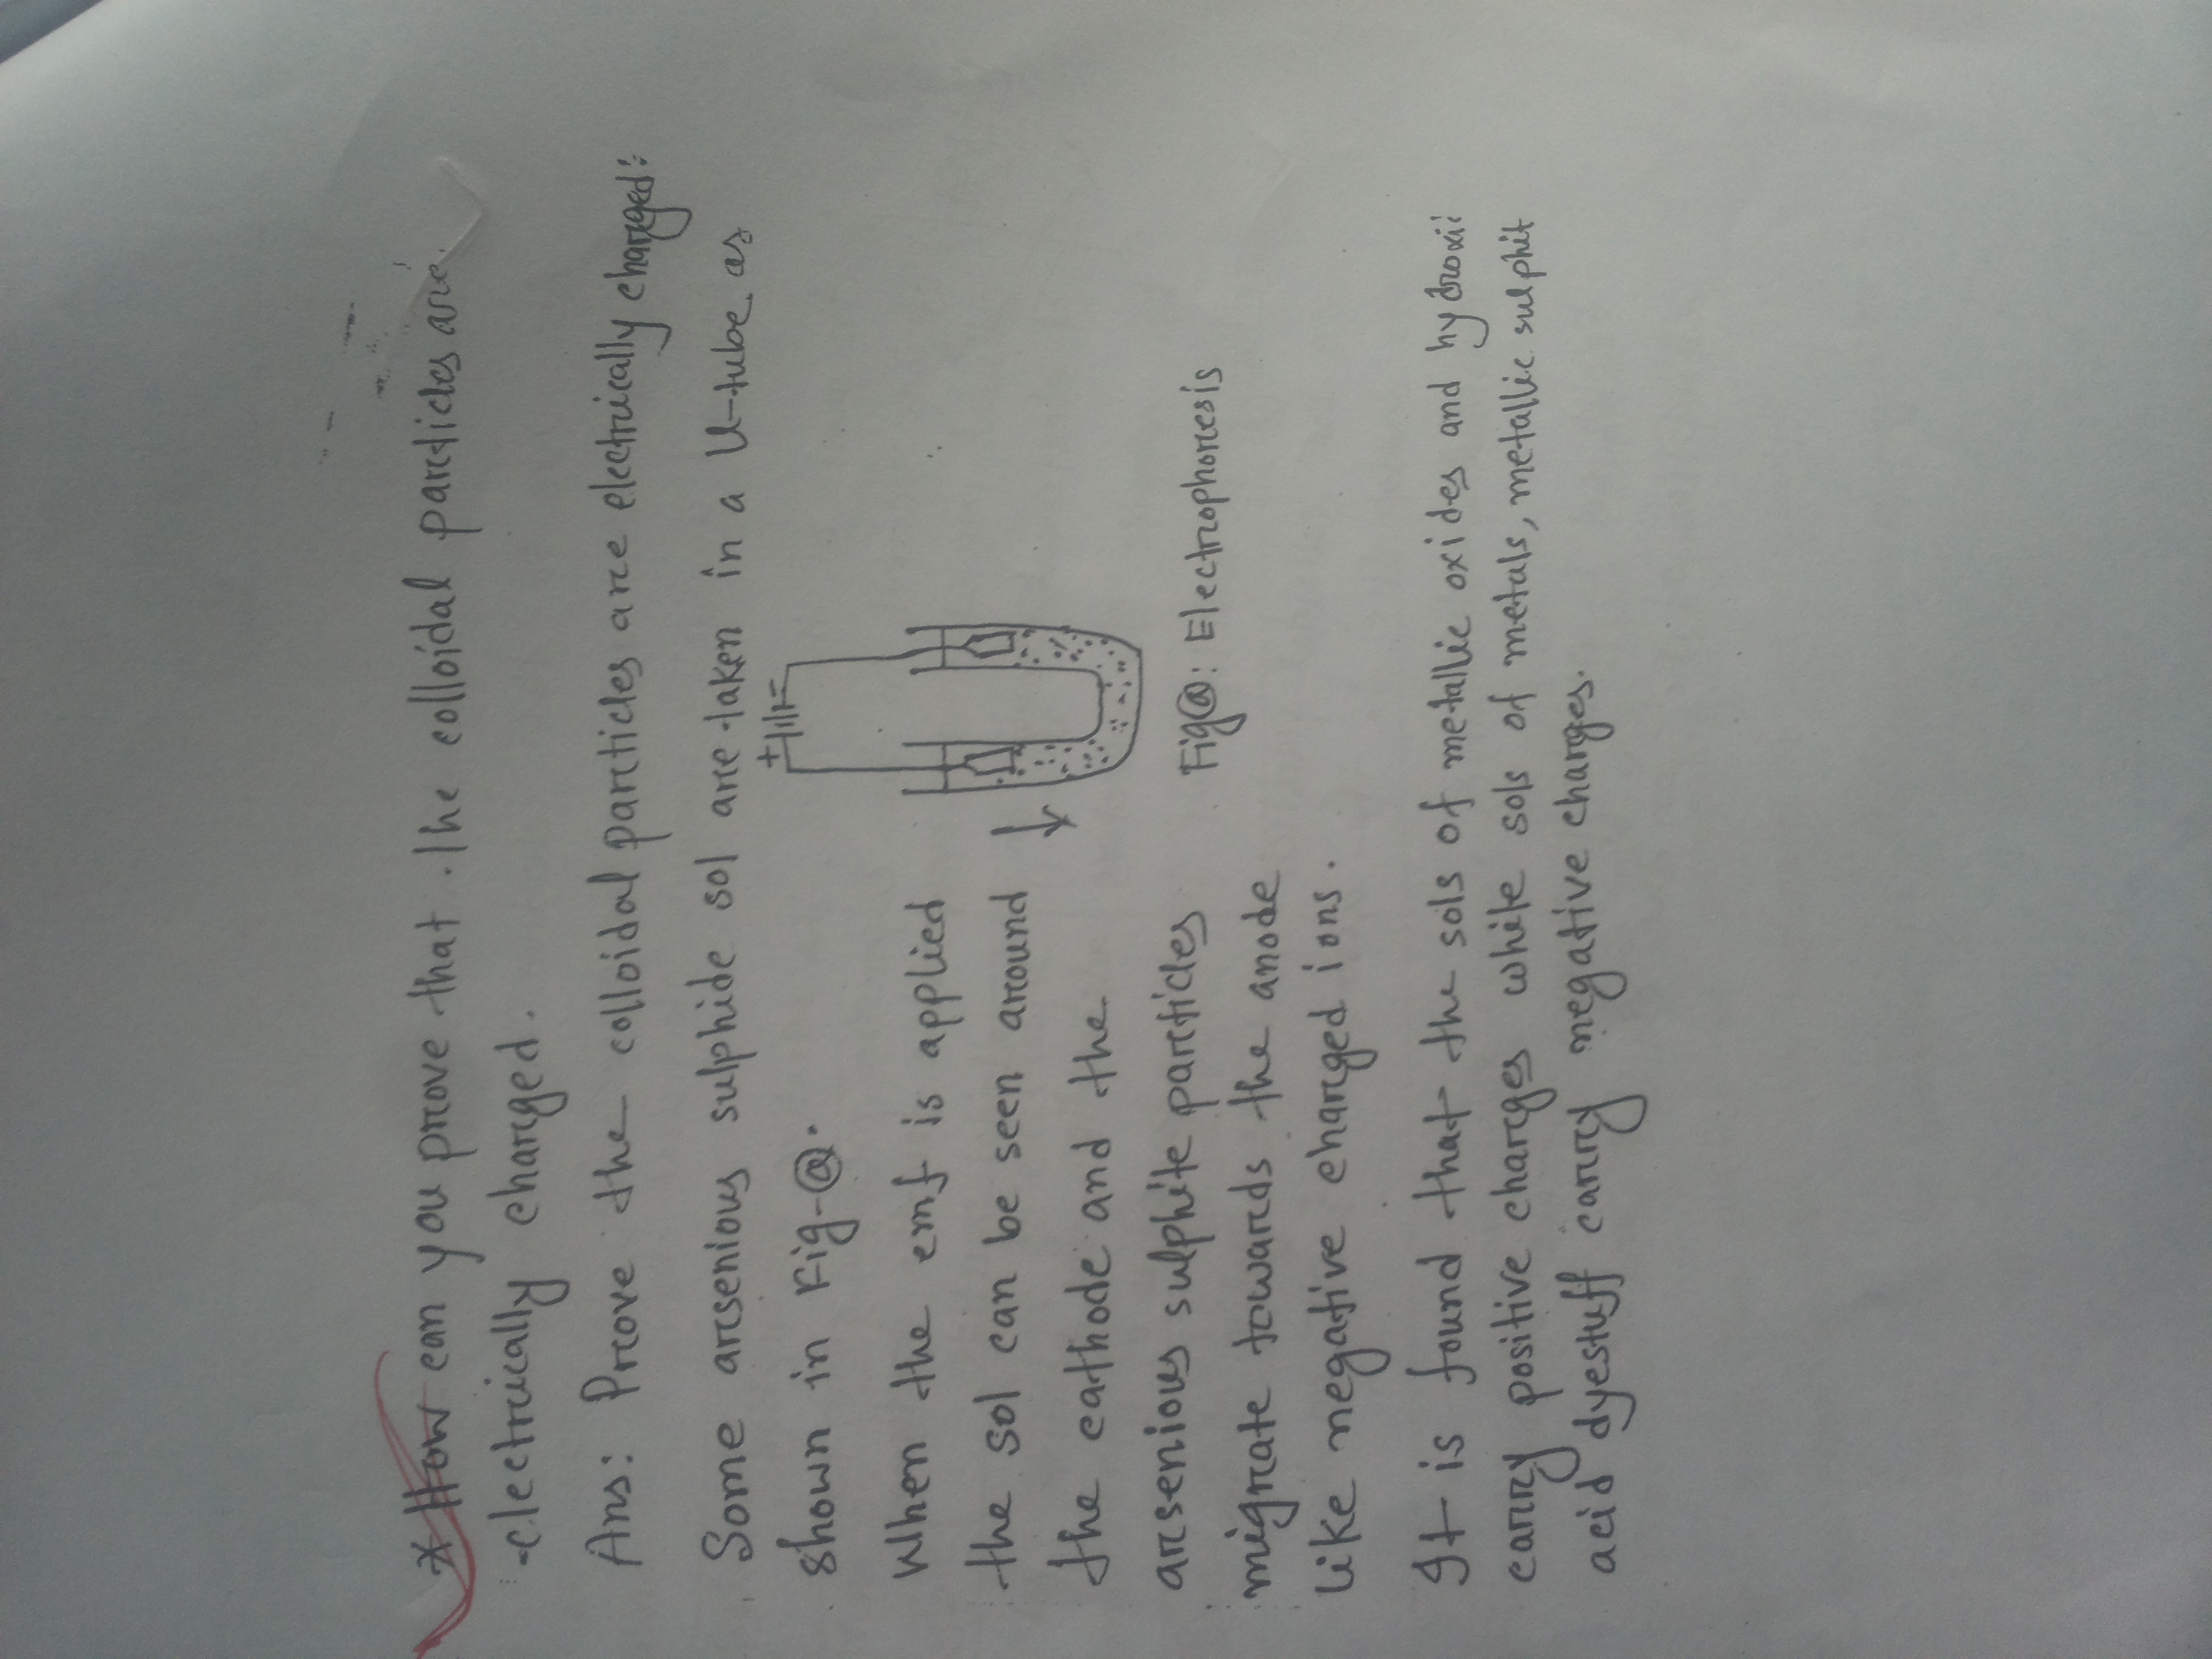 * How can you prove that . The colloidal particles are
electrically charged.
Ans: Prove the colloidal particles are electrically charged:
Some arsenious sulphide sol are taken in a U-tube as
shown in Fig-ⓐ.
+ -
When the emf is applied
the sol can be seen around
the cathode and the
arsenious sulphite particles
Fig ⓐ: Electrophoresis
migrate towards the anode
like negative charged ions.
It is found that the sols of metallic oxides and hydroxi
carry positive charges while sols of metals, metallic sulphit
acid dyestuff carry negative charges.